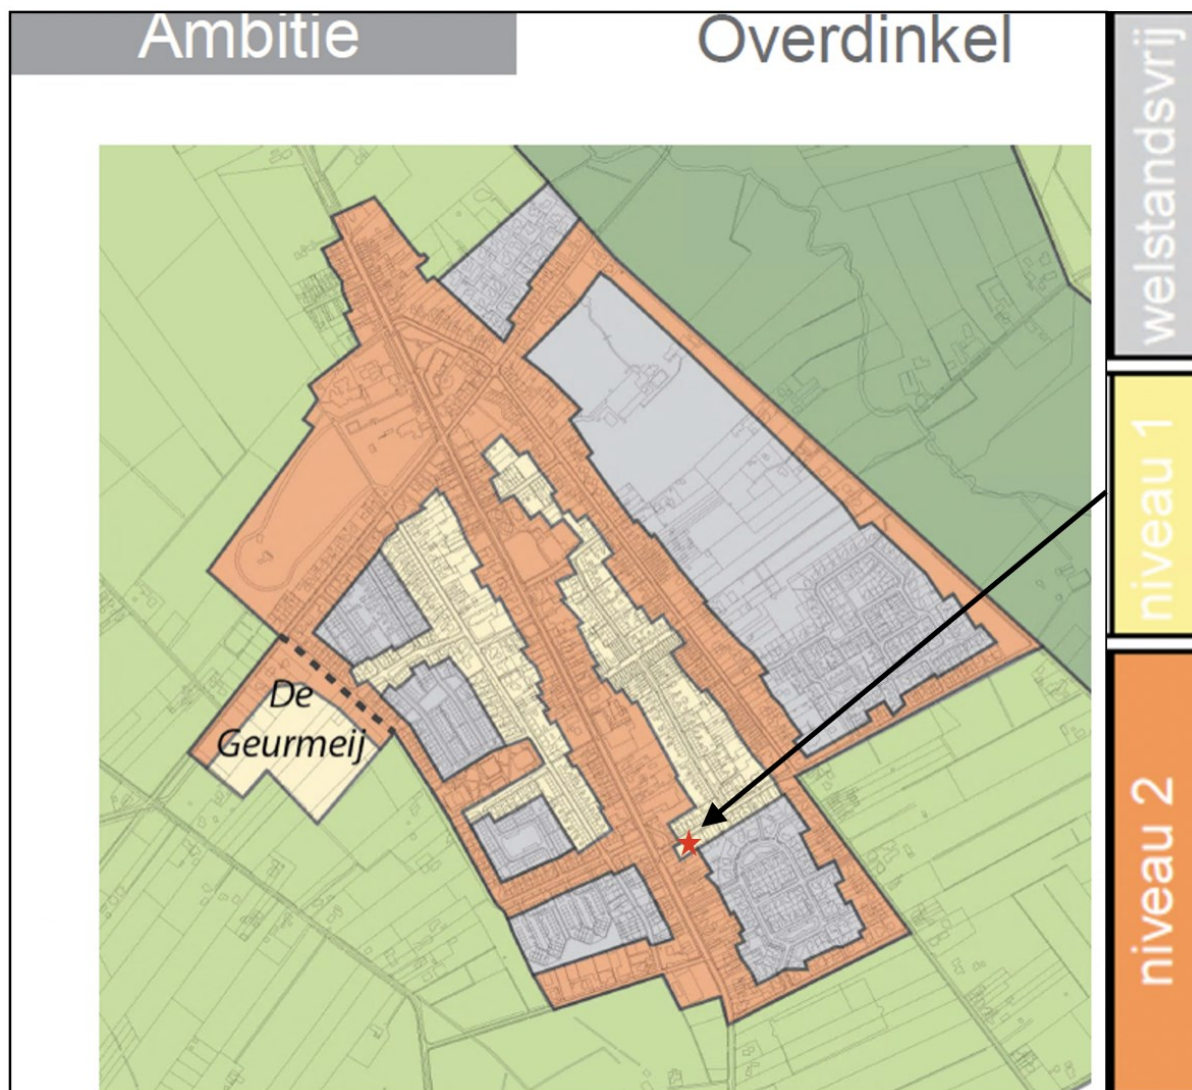 Ambitie
Overdinkel
welstandsvrij
niveau 1
niveau 2
De
Geurmeij